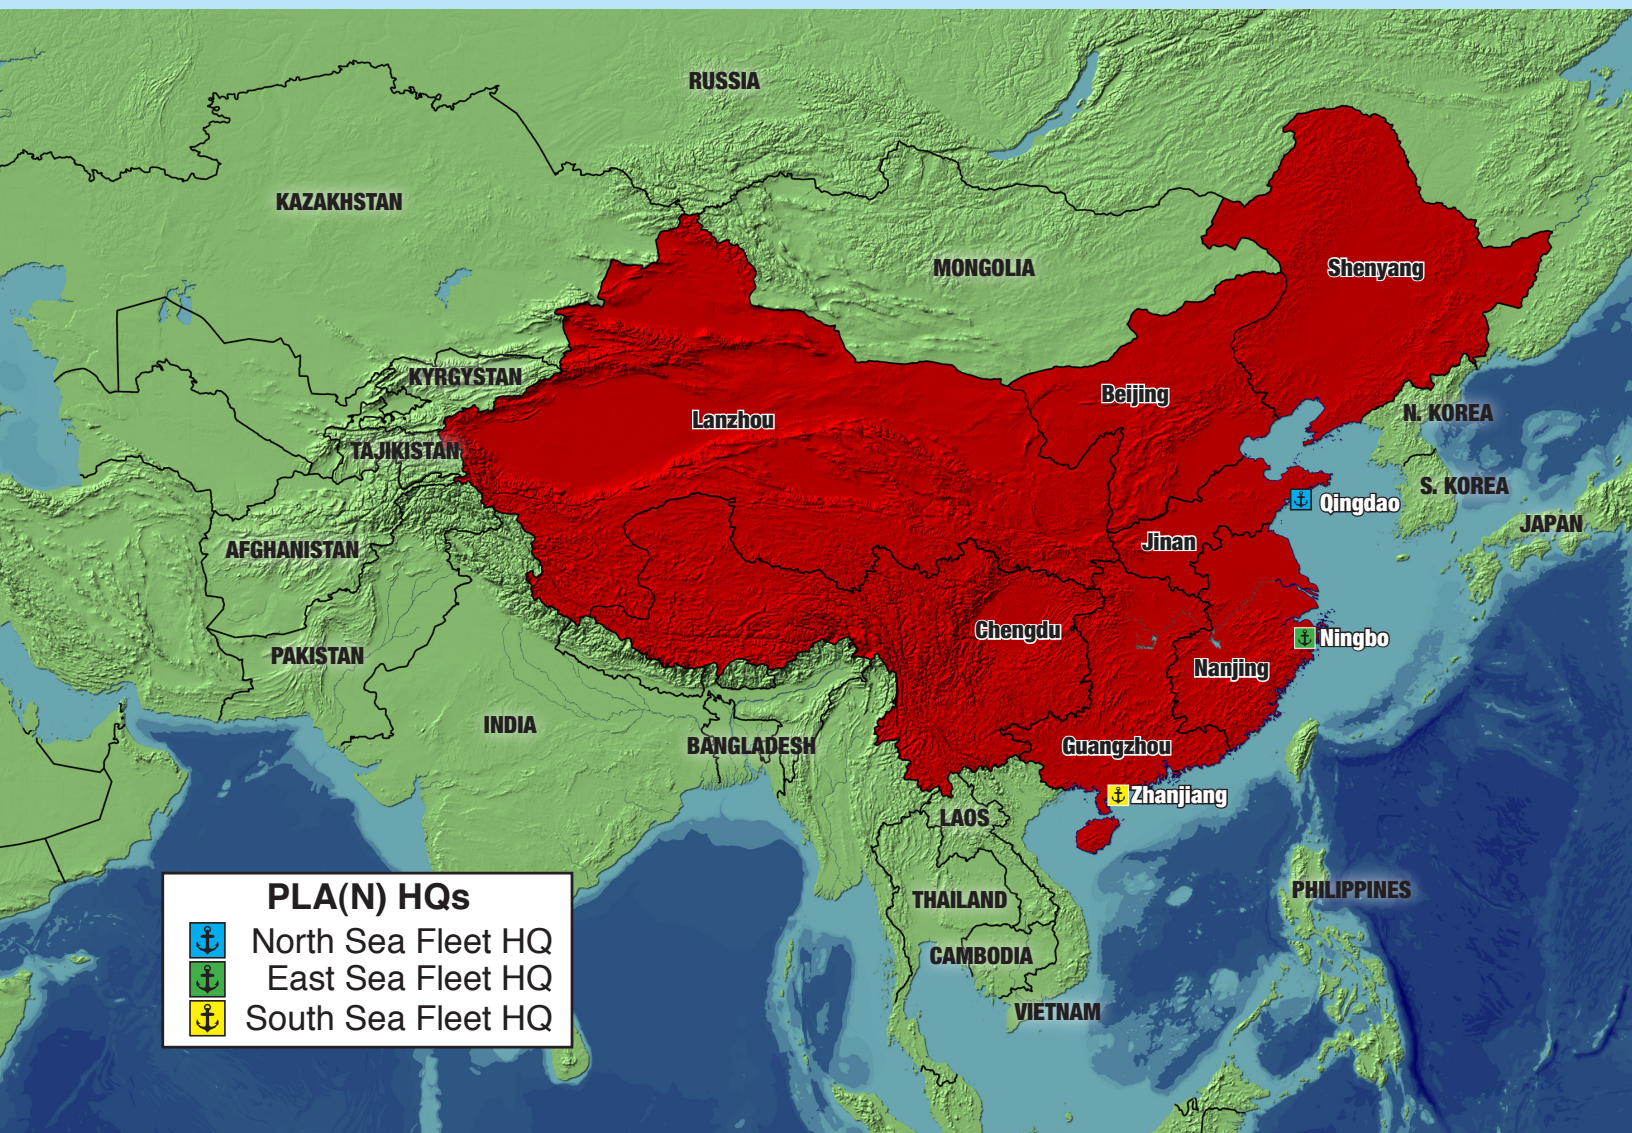 RUSSIA
KAZAKHSTAN
MONGOLIA
Shenyang
KYRGYSTAN
Beijing
Lanzhou
N. KOREA
TAJIKISTAN
S. KOREA
Qingdao
JAPAN
Jinan
AFGHANISTAN
Chengdu
Ningbo
PAKISTAN
Nanjing
INDIA
BANGLADESH
Guangzhou
Zhanjiang
LAOS
PHILIPPINES
THAILAND
CAMBODIA
VIETNAM
PLA(N) HQs
North Sea Fleet HQ
East Sea Fleet HQ
South Sea Fleet HQ